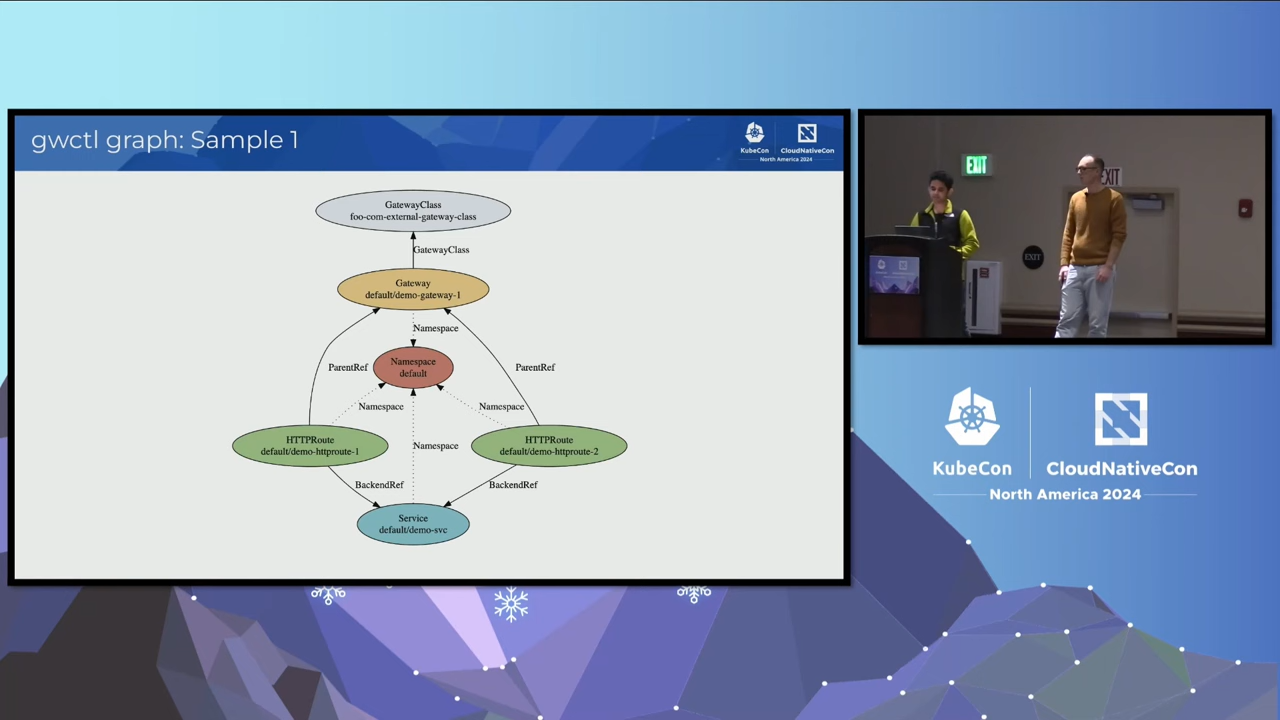 gwctl graph: Sample 1
KubeCon
CloudNativeCon
North America 2024
GatewayClass
foo-com-external-gateway-class
GatewayClass
Gateway
default/demo-gateway-1
Namespace
ParentRef
Namespace
default
ParentRef
Namespace
Namespace
HTTPRoute
default/demo-httproute-1
Namespace
HTTPRoute
default/demo-httproute-2
BackendRef
BackendRef
Service
default/demo-svc
EXIT
EXIT
EXIT
KubeCon
CloudNativeCon
North America 2024